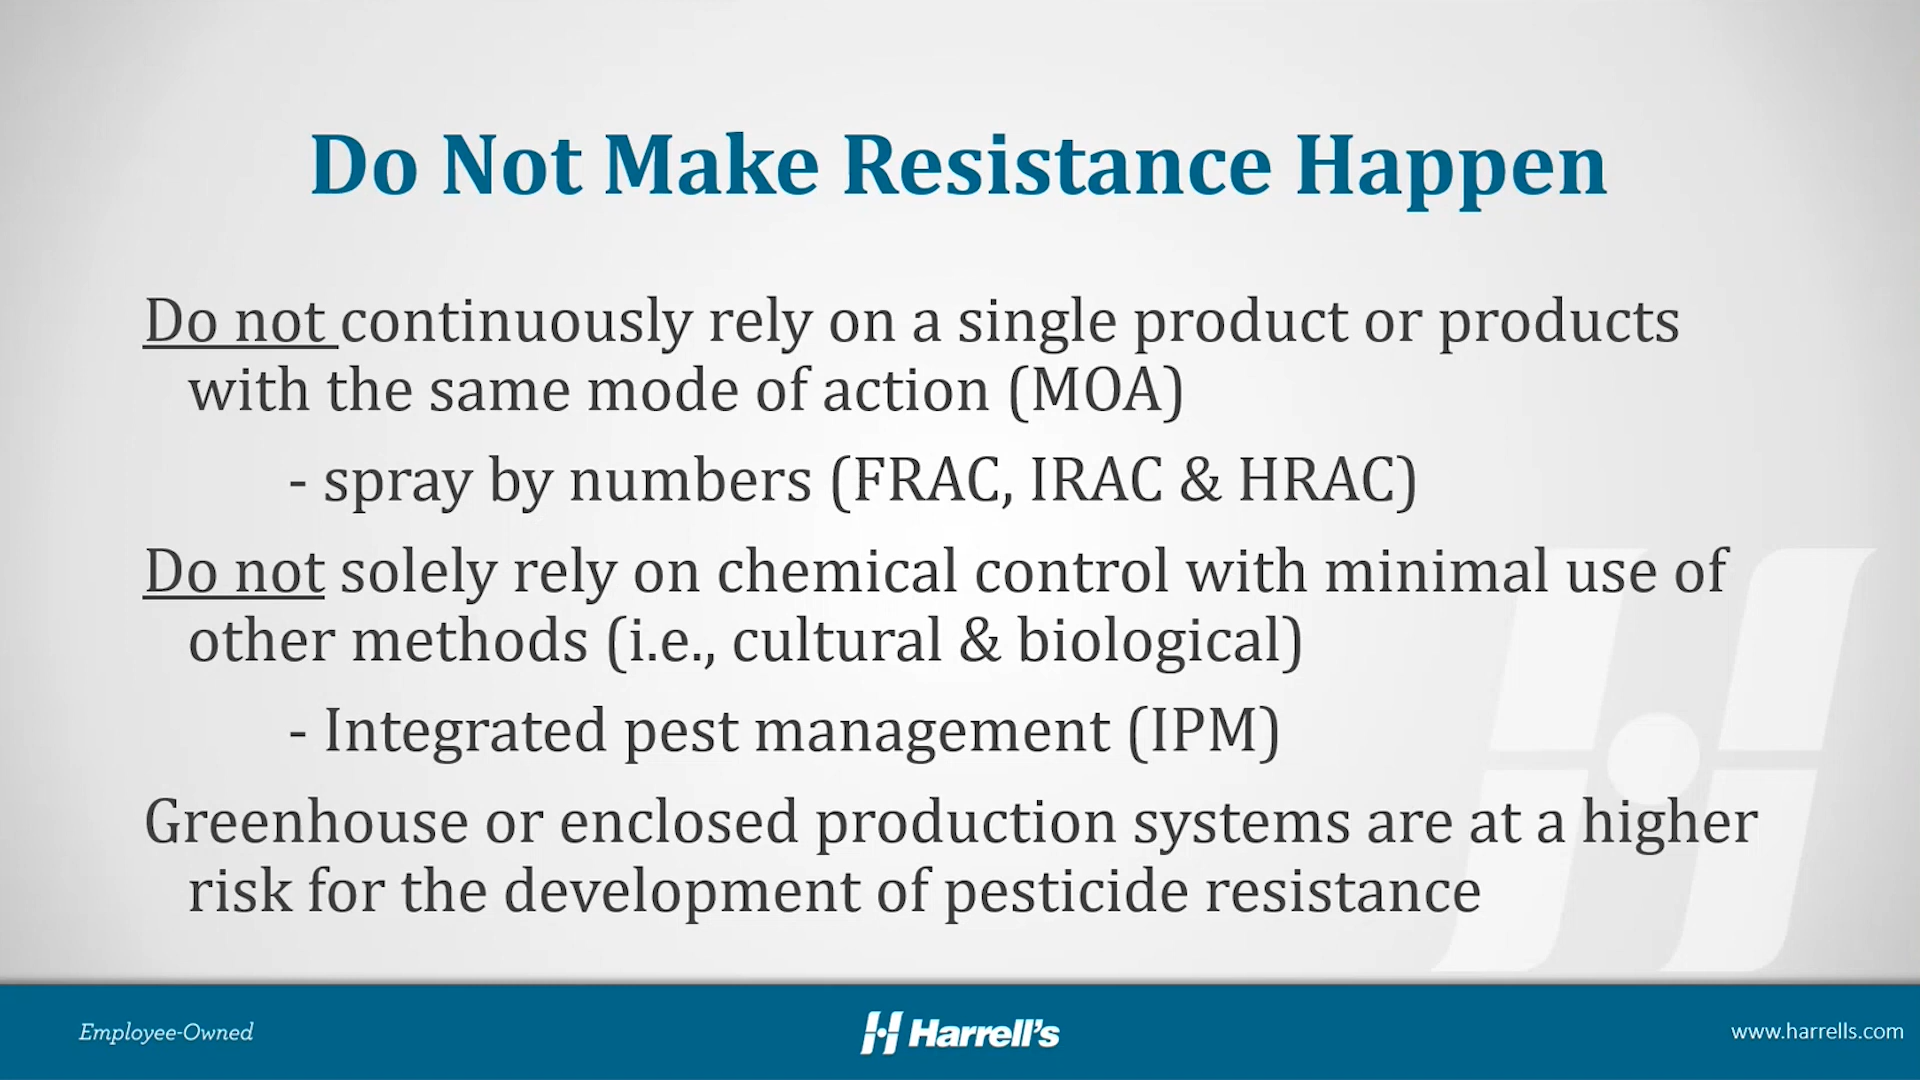 Do Not Make Resistance Happen
Do not continuously rely on a single product or products
with the same mode of action (MOA)
- spray by numbers (FRAC, IRAC & HRAC)
Do not solely rely on chemical control with minimal use of
other methods (i.e., cultural & biological)
- Integrated pest management (IPM)
Greenhouse or enclosed production systems are at a higher
risk for the development of pesticide resistance
Employee-Owned
Harrell's
www.harrells.com